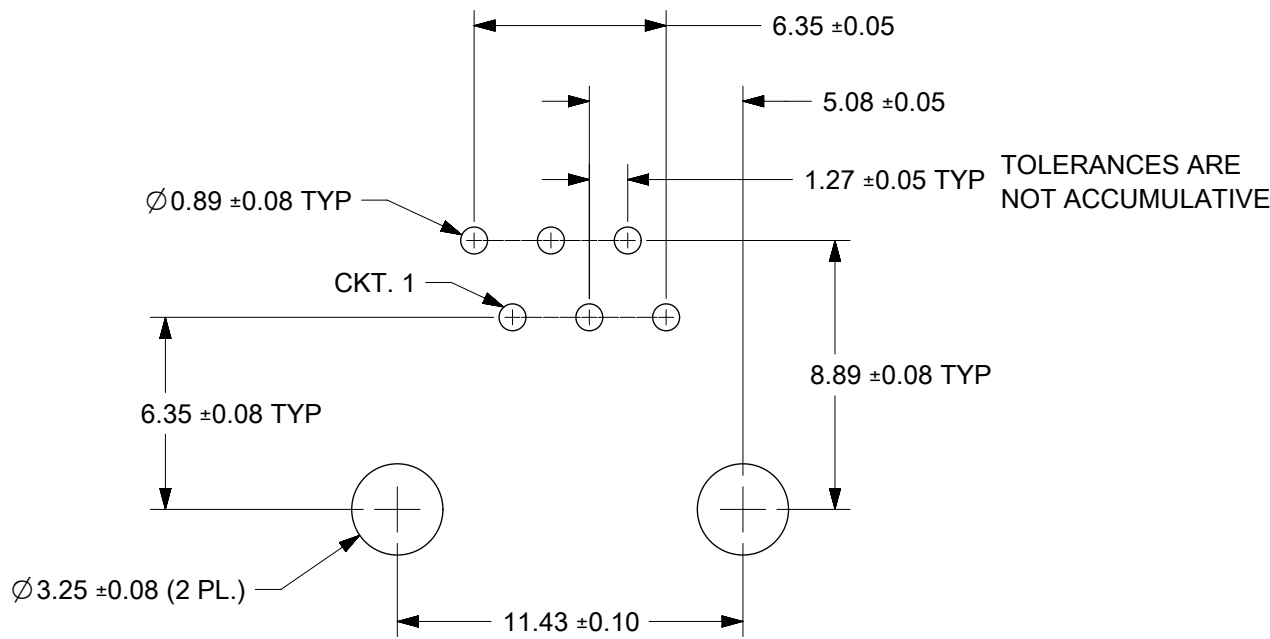 6.35 ±0.05
5.08 ±0.05
1.27 ±0.05 TYP
TOLERANCES ARE
NOT ACCUMULATIVE
∅0.89 ±0.08 TYP
CKT. 1
8.89 ±0.08 TYP
6.35 ±0.08 TYP
∅3.25 ±0.08 (2 PL.)
11.43 ±0.10